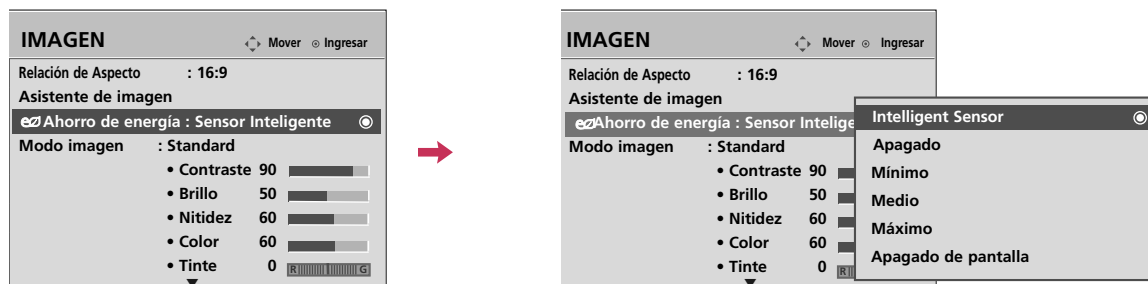 IMAGEN Mover Ingresar
Relación de Aspecto : 16:9
Asistente de imagen
Ahorro de energía : Sensor Inteligente
Modo imagen : Standard
• Contraste 90
• Brillo 50
• Nitidez 60
• Color 60
• Tinte 0 R G
IMAGEN Mover Ingresar
Relación de Aspecto : 16:9
Asistente de imagen
Ahorro de energía : Sensor Intelige
Modo imagen : Standard
• Contraste 90
• Brillo 50
• Nitidez 60
• Color 60
• Tinte 0 R
Intelligent Sensor
Apagado
Mínimo
Medio
Máximo
Apagado de pantalla